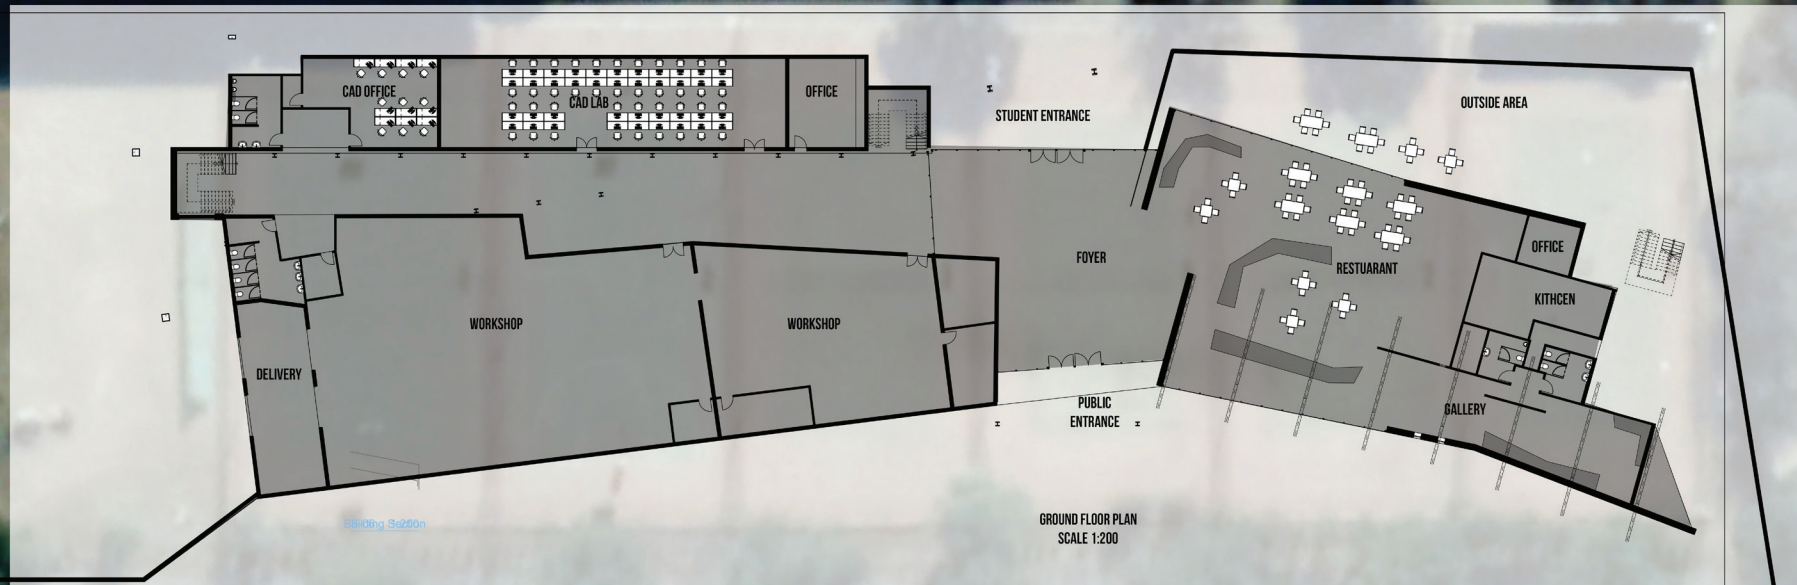 CAD OFFICE
CAD LAB
OFFICE
STUDENT ENTRANCE
OUTSIDE AREA
FOYER
RESTUARANT
OFFICE
KITHCEN
WORKSHOP
WORKSHOP
DELIVERY
PUBLIC
ENTRANCE
GALLERY
GROUND FLOOR PLAN
SCALE 1:200